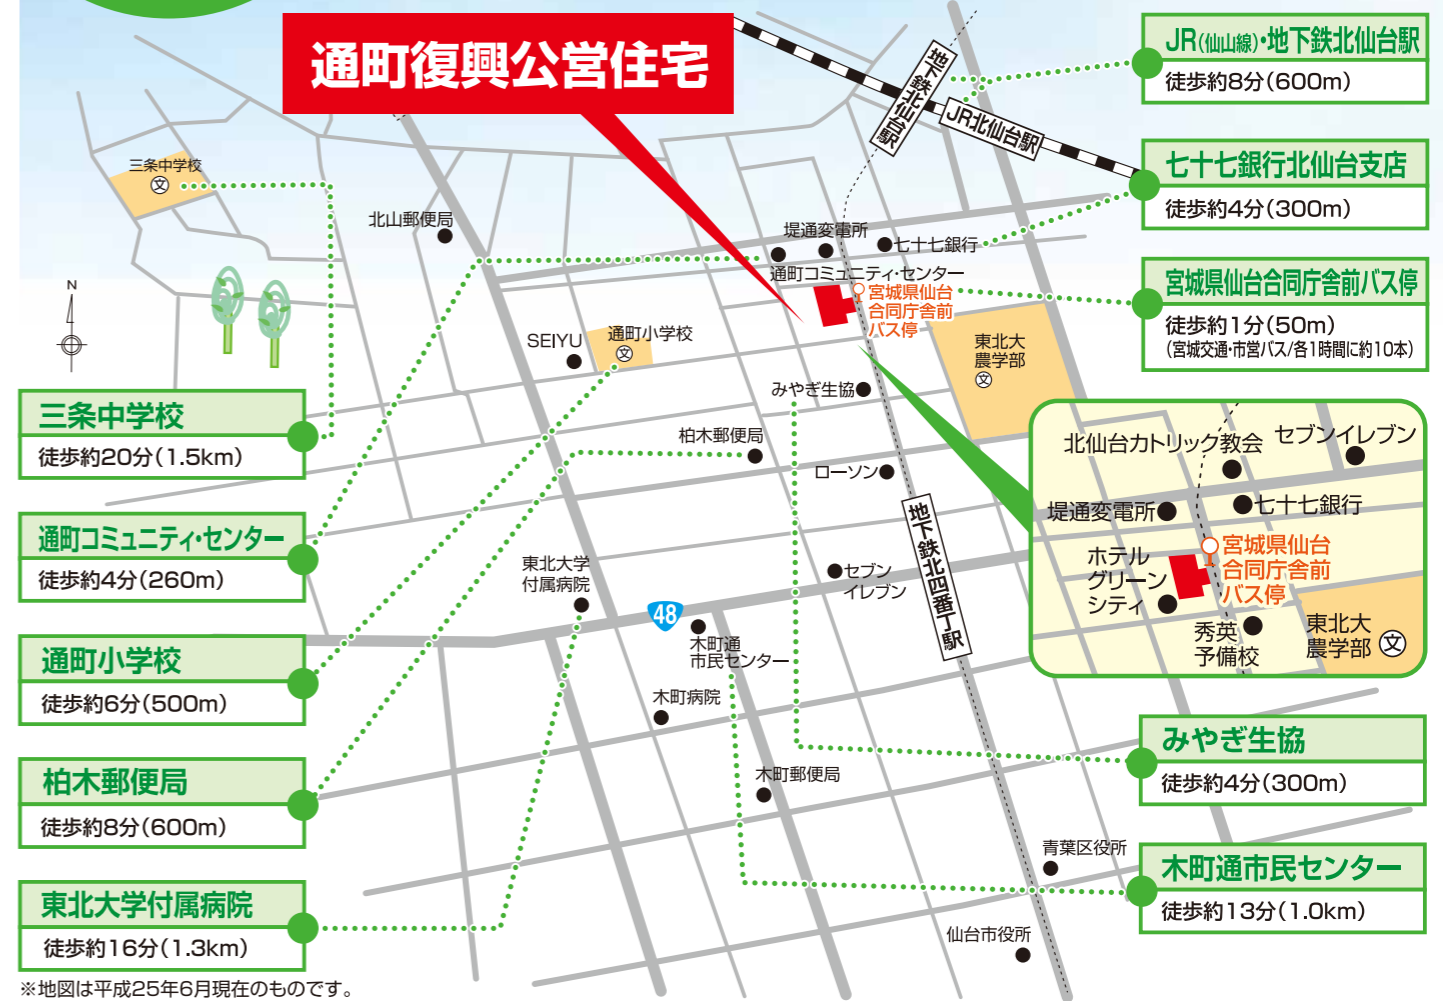 通町復興公営住宅
地下鉄北仙台駅
JR北仙台駅
JR(仙山線)・地下鉄北仙台駅
徒歩約8分(600m)
七十七銀行北仙台支店
徒歩約4分(300m)
宮城県仙台合同庁舎前バス停
徒歩約1分(50m)
(宮城交通・市営バス/各1時間に約10本)
三条中学校
文
北山郵便局
堤通変電所
七十七銀行
通町コミュニティ・センター
宮城県仙台
合同庁舎前
バス停
N
SEIYU
通町小学校
文
東北大
農学部
文
みやぎ生協
柏木郵便局
ローソン
地下鉄北四番丁駅
東北大学
付属病院
セブン
イレブン
48
木町通
市民センター
木町病院
木町郵便局
青葉区役所
仙台市役所
三条中学校
徒歩約20分(1.5km)
通町コミュニティ・センター
徒歩約4分(260m)
通町小学校
徒歩約6分(500m)
柏木郵便局
徒歩約8分(600m)
東北大学付属病院
徒歩約16分(1.3km)
北仙台カトリック教会
セブンイレブン
堤通変電所
七十七銀行
宮城県仙台
合同庁舎前
バス停
ホテル
グリーン
シティ
秀英
予備校
東北大
農学部
文
みやぎ生協
徒歩約4分(300m)
木町通市民センター
徒歩約13分(1.0km)
※地図は平成25年6月現在のものです。